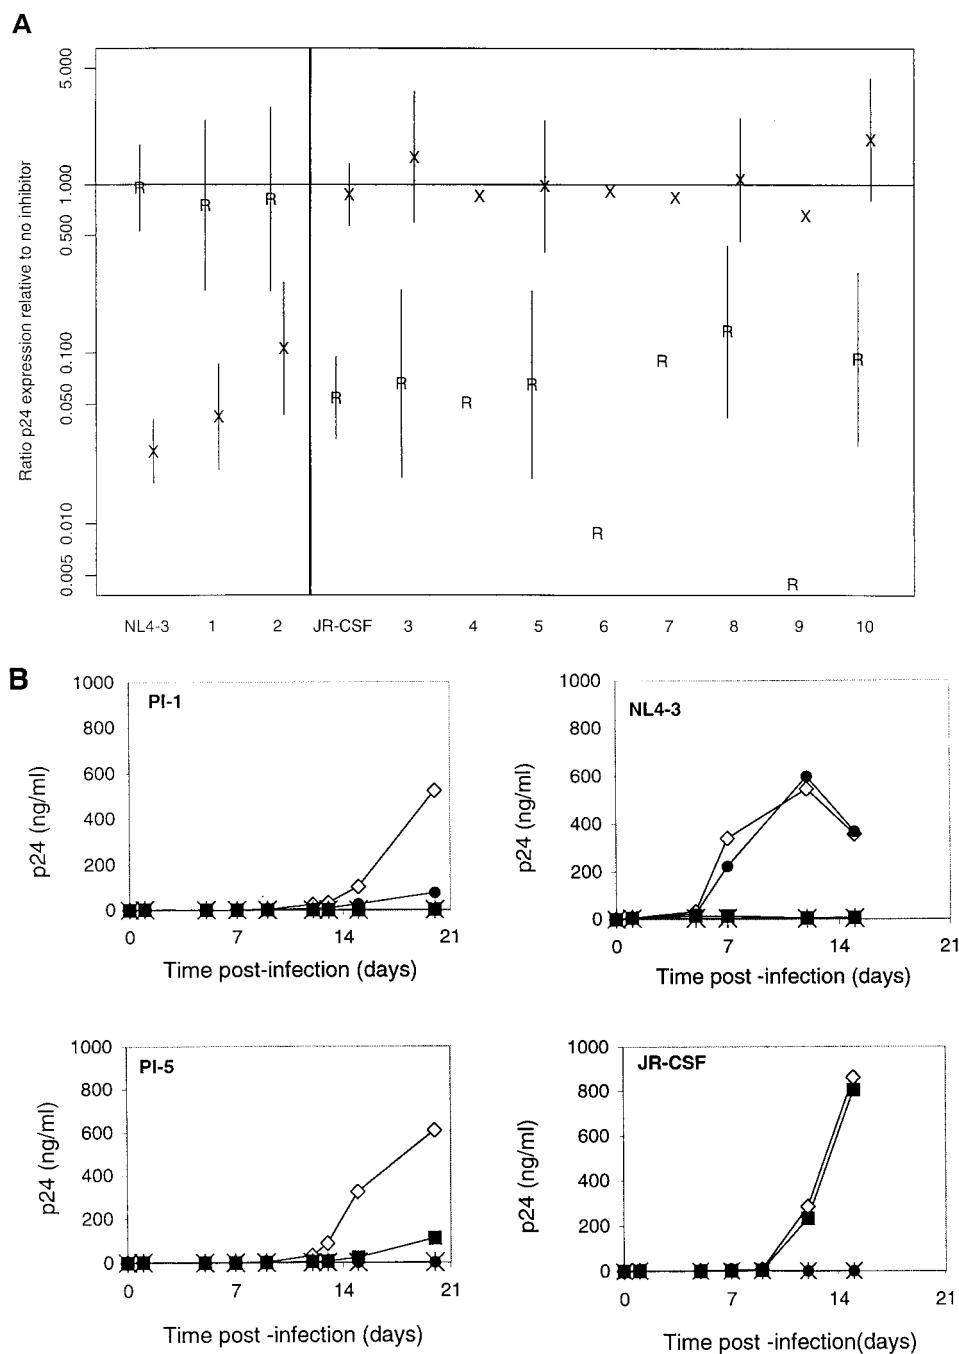 A
Ratio p24 expression relative to no inhibitor
5.000
1.000
0.500
0.100
0.050
0.010
0.005
R R R X X X X X X X X X
X X X R R R R R R R R R
NL4-3 1 2 JR-CSF 3 4 5 6 7 8 9 10
B
PI-1
p24 (ng/ml)
1000
800
600
400
200
0
0 7 14 21
Time post-infection (days)
NL4-3
p24 (ng/ml)
1000
800
600
400
200
0
0 7 14 21
Time post -infection (days)
PI-5
p24 (ng/ml)
1000
800
600
400
200
0
0 7 14 21
Time post -infection (days)
JR-CSF
p24 (ng/ml)
1000
800
600
400
200
0
0 7 14 21
Time post -infection(days)